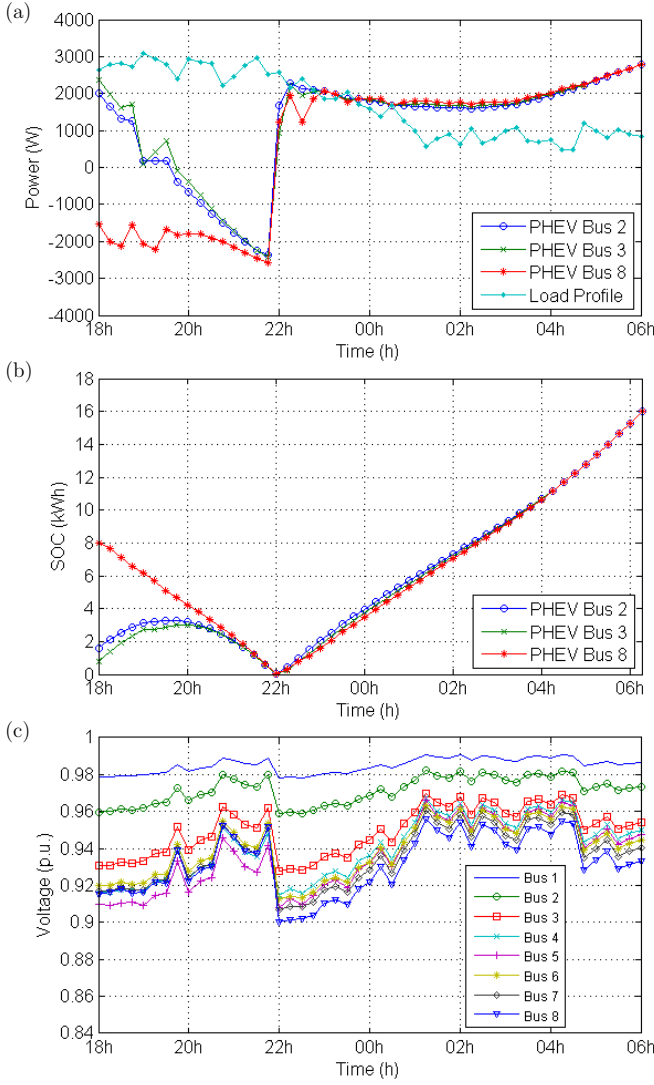 (a)
4000
3000
2000
1000
0
-1000
-2000
-3000
-4000
Power (W)
PHEV Bus 2
PHEV Bus 3
PHEV Bus 8
Load Profile
18h 20h 22h 00h 02h 04h 06h
Time (h)
(b)
18
16
14
12
10
8
6
4
2
0
SOC (kWh)
PHEV Bus 2
PHEV Bus 3
PHEV Bus 8
18h 20h 22h 00h 02h 04h 06h
Time (h)
(c)
1
0.98
0.96
0.94
0.92
0.9
0.88
0.86
0.84
Voltage (p.u.)
Bus 1
Bus 2
Bus 3
Bus 4
Bus 5
Bus 6
Bus 7
Bus 8
18h 20h 22h 00h 02h 04h 06h
Time (h)